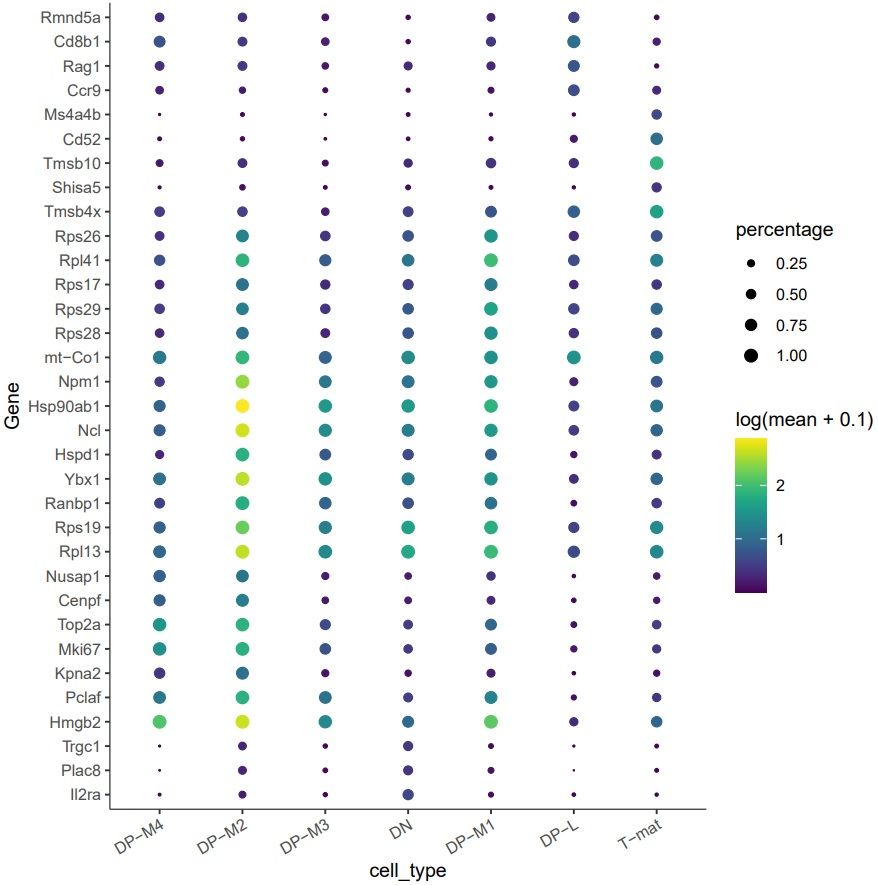 Rmnd5a
Cd8b1
Rag1
Ccr9
Ms4a4b
Cd52
Tmsb10
Shisa5
Tmsb4x
Rps26
Rpl41
Rps17
Rps29
Rps28
mt−Co1
Npm1
Hsp90ab1
Ncl
Hspd1
Ybx1
Ranbp1
Rps19
Rpl13
Nusap1
Cenpf
Top2a
Mki67
Kpna2
Pclaf
Hmgb2
Trgc1
Plac8
Il2ra
Gene
DP−M4 DP−M2 DP−M3 DN DP−M1 DP−L T−mat
cell_type
percentage
0.25
0.50
0.75
1.00
log(mean + 0.1)
2
1